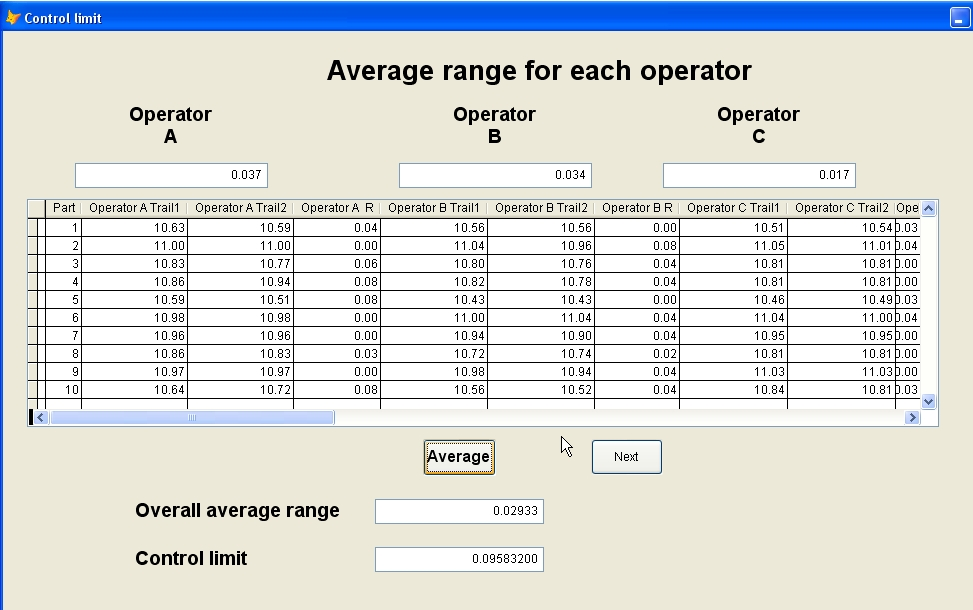 Control limit
Average range for each operator
Operator A
Operator B
Operator C
0.037 0.034 0.017
Part Operator A Trail1 Operator A Trail2 Operator A R Operator B Trail1 Operator B Trail2 Operator B R Operator C Trail1 Operator C Trail2 Ope
1 10.63 10.59 0.04 10.56 10.56 0.00 10.51 10.54 0.03
2 11.00 11.00 0.00 11.04 10.96 0.08 11.05 11.01 0.04
3 10.83 10.77 0.06 10.80 10.76 0.04 10.81 10.81 0.00
4 10.86 10.94 0.08 10.82 10.78 0.04 10.81 10.81 0.00
5 10.59 10.51 0.08 10.43 10.43 0.00 10.46 10.49 0.03
6 10.98 10.98 0.00 11.00 11.04 0.04 11.04 11.00 0.04
7 10.96 10.96 0.00 10.94 10.90 0.04 10.95 10.95 0.00
8 10.86 10.83 0.03 10.72 10.74 0.02 10.81 10.81 0.00
9 10.97 10.97 0.00 10.98 10.94 0.04 11.03 11.03 0.00
10 10.64 10.72 0.08 10.56 10.52 0.04 10.84 10.81 0.03
Average Next
Overall average range 0.02933
Control limit 0.09583200